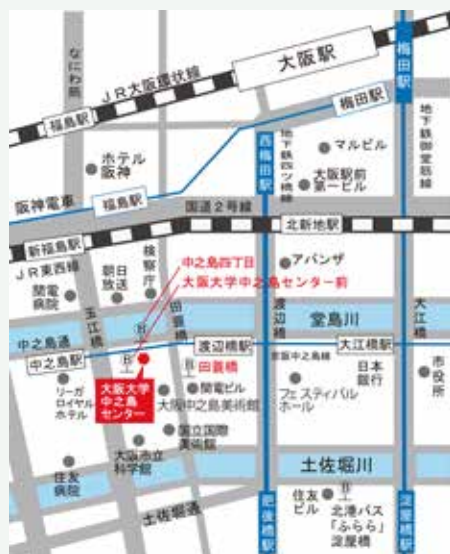 大阪駅
梅田駅
なにわ筋
JR大阪環状線
福島駅
梅田駅
西梅田駅
地下鉄四ツ橋線
マルビル
地下鉄御堂筋線
ホテル
阪神
大阪駅前
第一ビル
阪神電車
福島駅
国道2号線
新福島駅
北新地駅
JR東西線
朝日
放送
検察庁
中之島四丁目
大阪大学中之島センター前
アバンザ
関電
病院
玉江橋
田蓑橋
渡辺橋
大江橋
堂島川
中之島通
中之島駅
渡辺橋駅
大江橋駅
京阪中之島線
田蓑橋
大阪大学
中之島
センター
リーガ
ロイヤル
ホテル
関電ビル
大阪中之島美術館
フェスティバル
ホール
日本
銀行
市役所
国立国際
美術館
大阪市立
科学館
土佐堀川
住友
病院
土佐堀通
肥後橋駅
住友
ビル
北港バス
「ふらら」
淀屋橋
淀屋橋駅